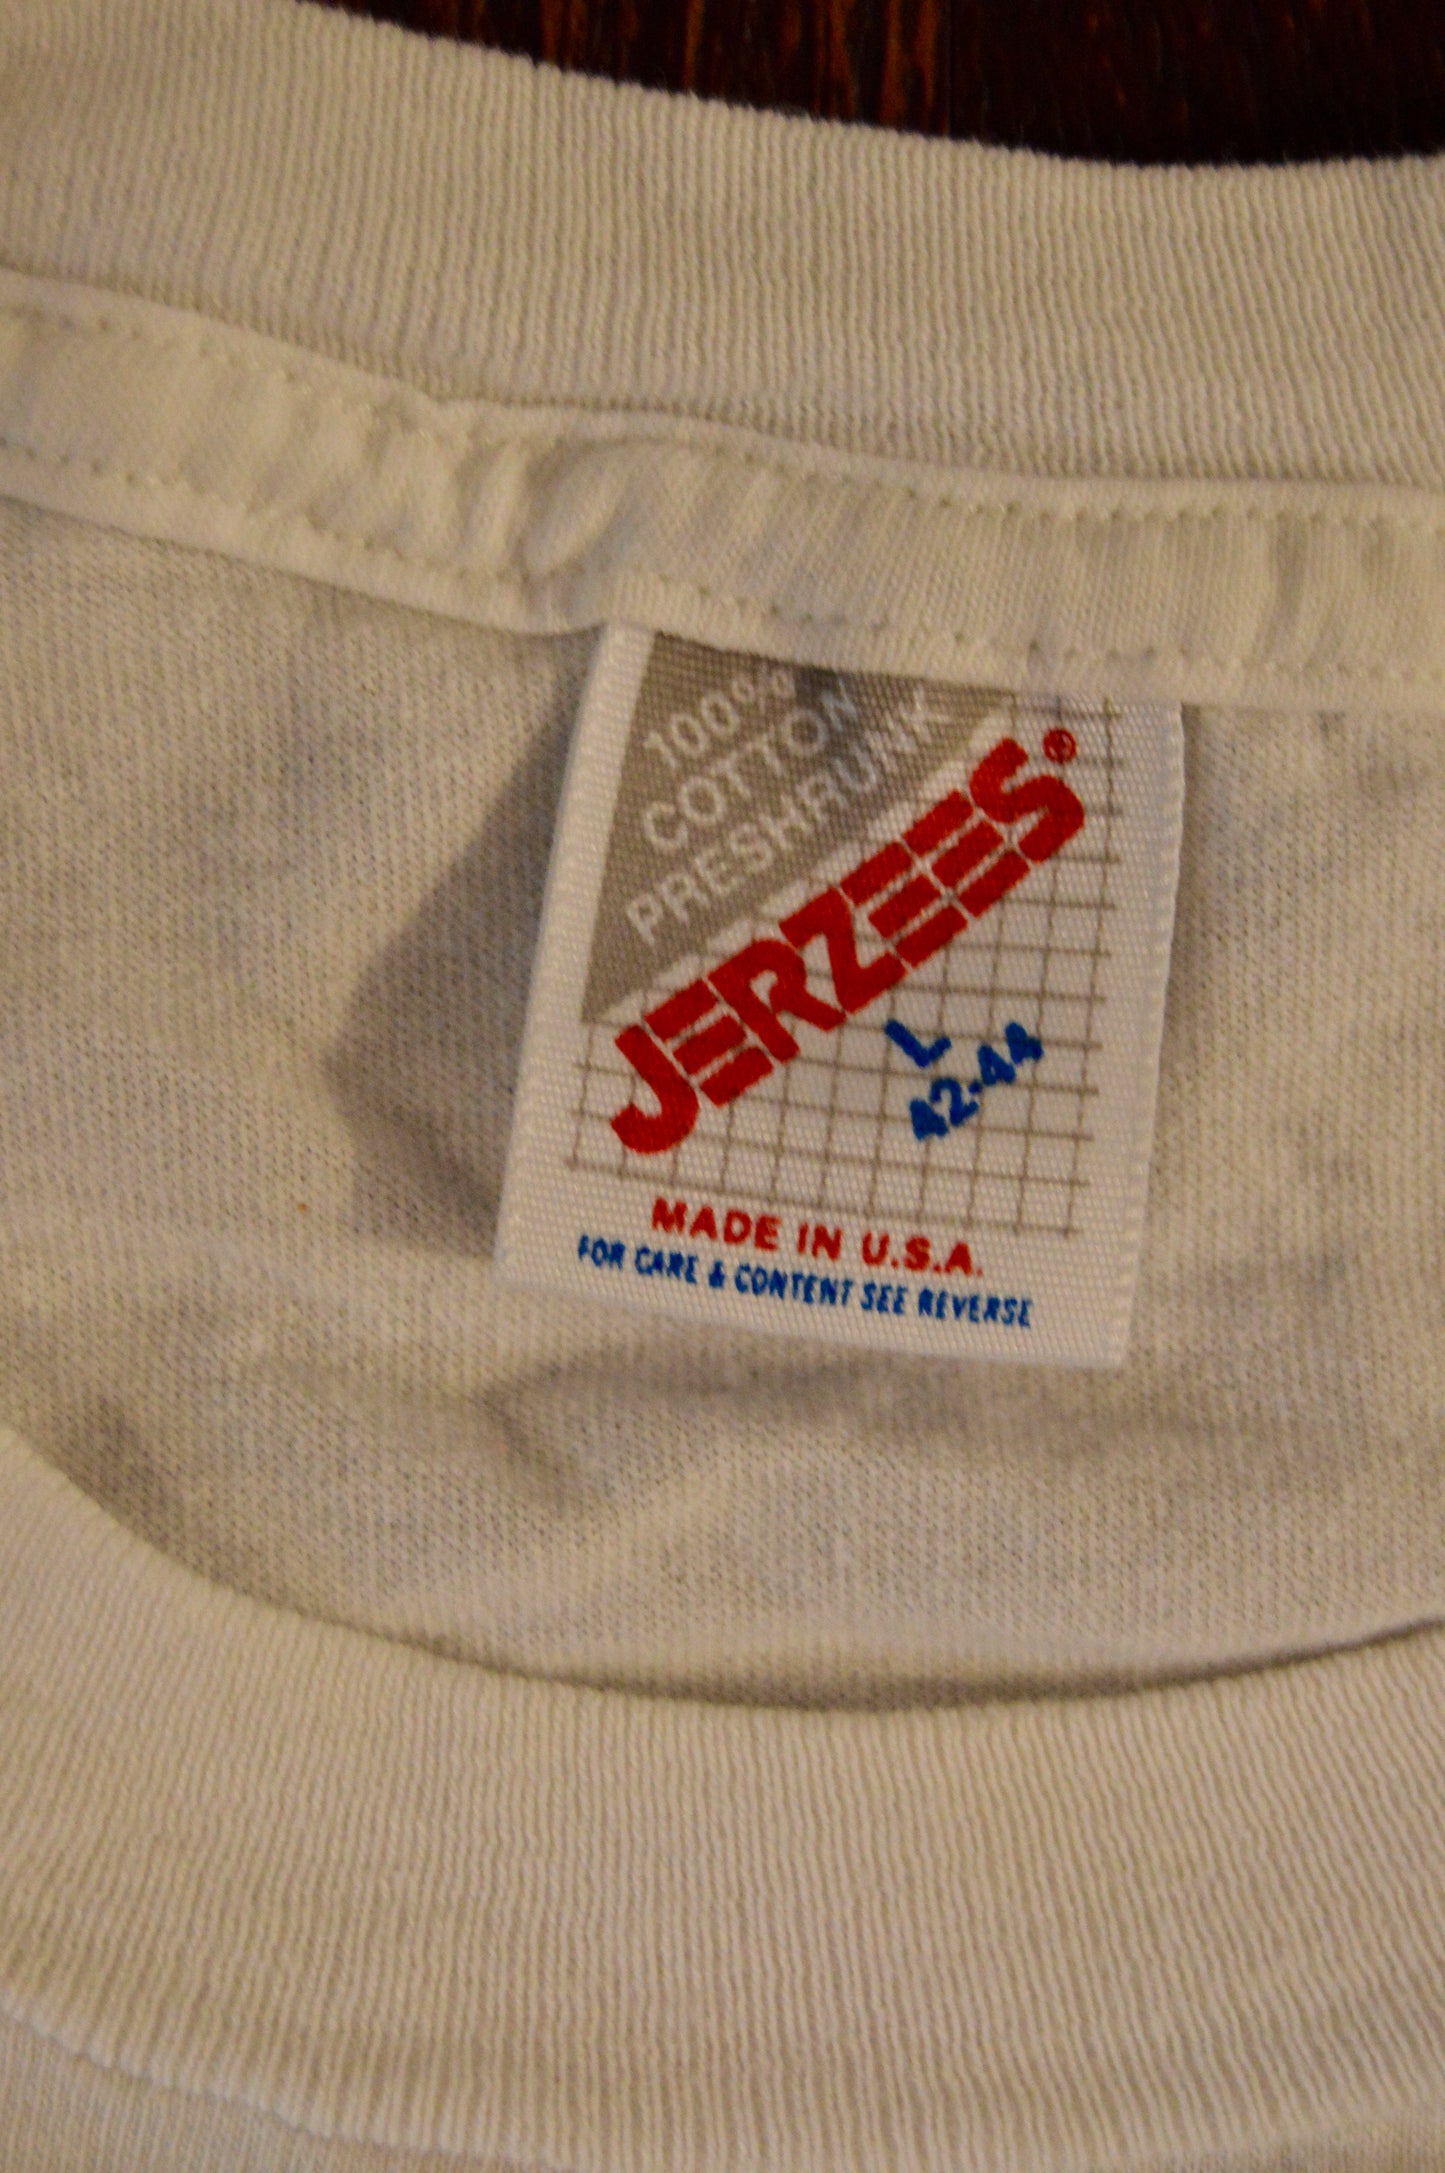 100%
COTTON
PRESHRUNK
JERZEES®
L
42-44
MADE IN U.S.A.
FOR CARE & CONTENT SEE REVERSE